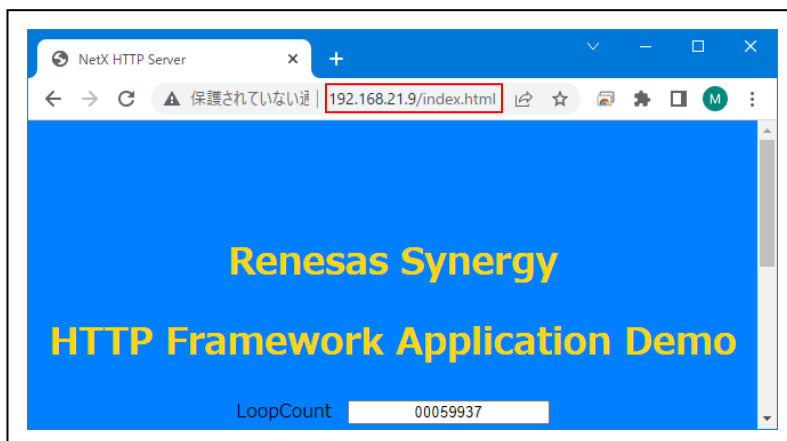 NetX HTTP Server
保護されていない通 192.168.21.9/index.html M
Renesas Synergy
HTTP Framework Application Demo
LoopCount 00059937